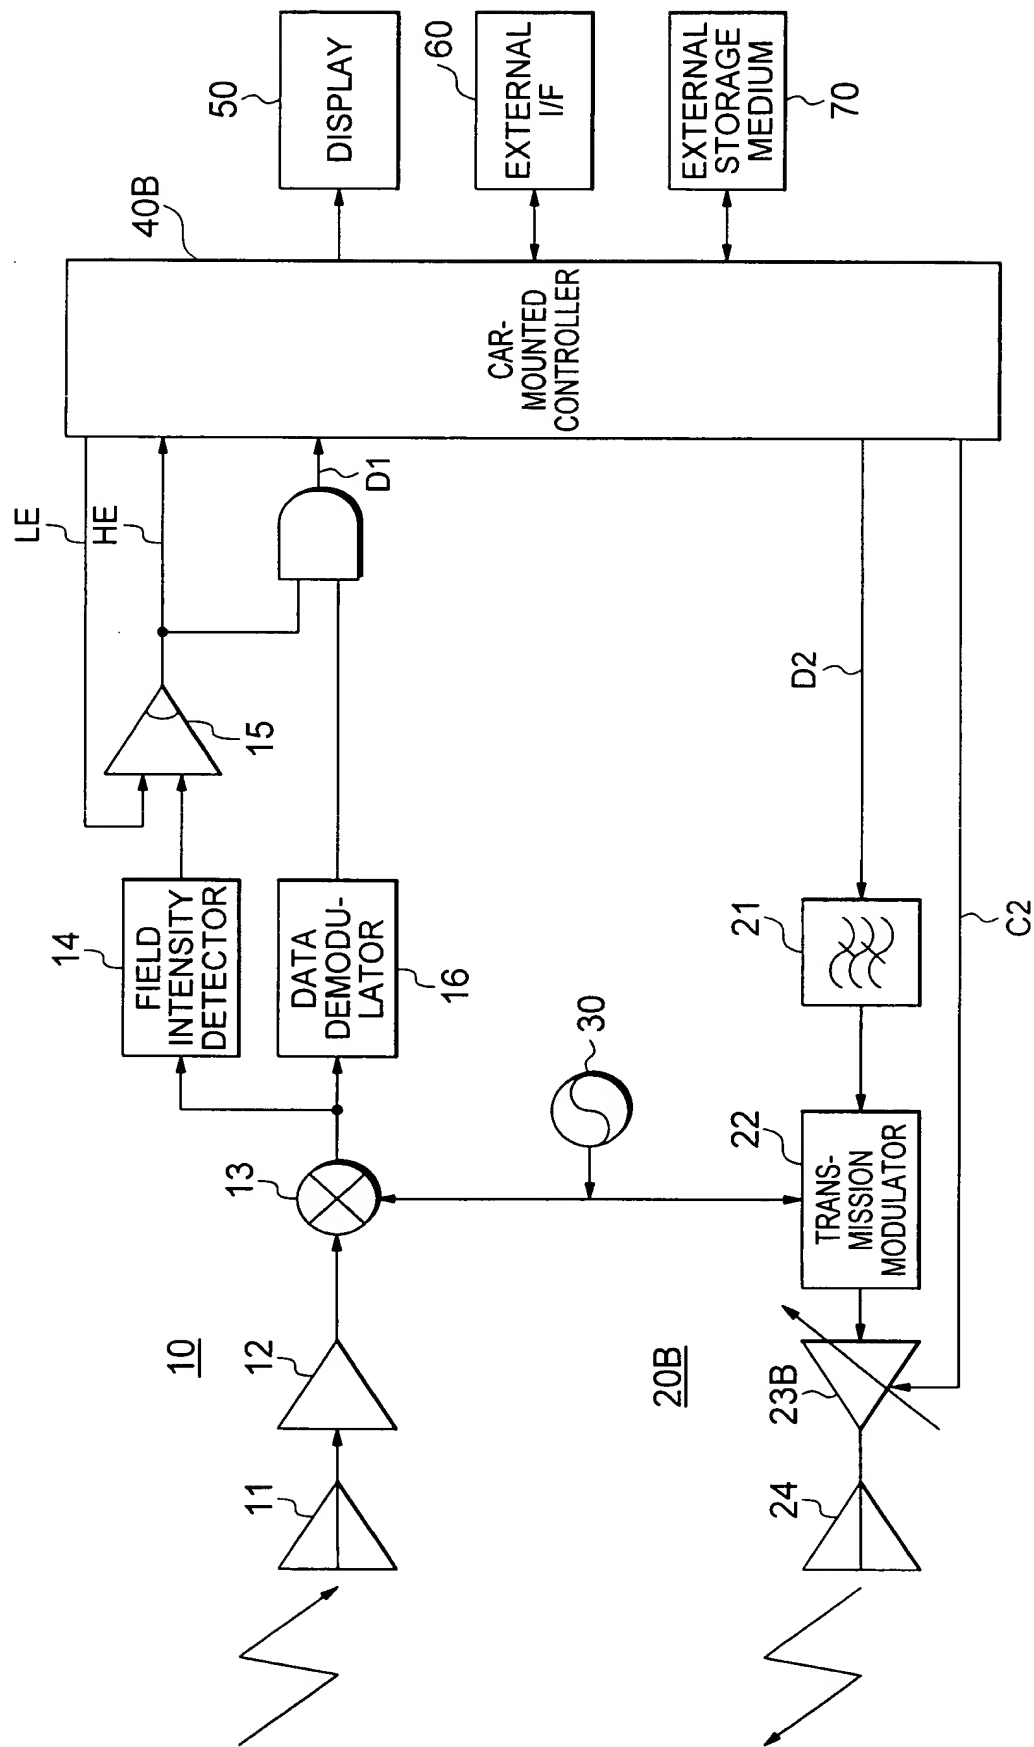 10
11
12
13
14
FIELD
INTENSITY
DETECTOR
15
LE
HE
DATA
DEMODU-
LATOR
16
D1
40B
CAR-
MOUNTED
CONTROLLER
50
DISPLAY
60
EXTERNAL
I/F
EXTERNAL
STORAGE
MEDIUM
70
30
20B
24
23B
22
TRANS-
MISSION
MODULATOR
21
D2
C2